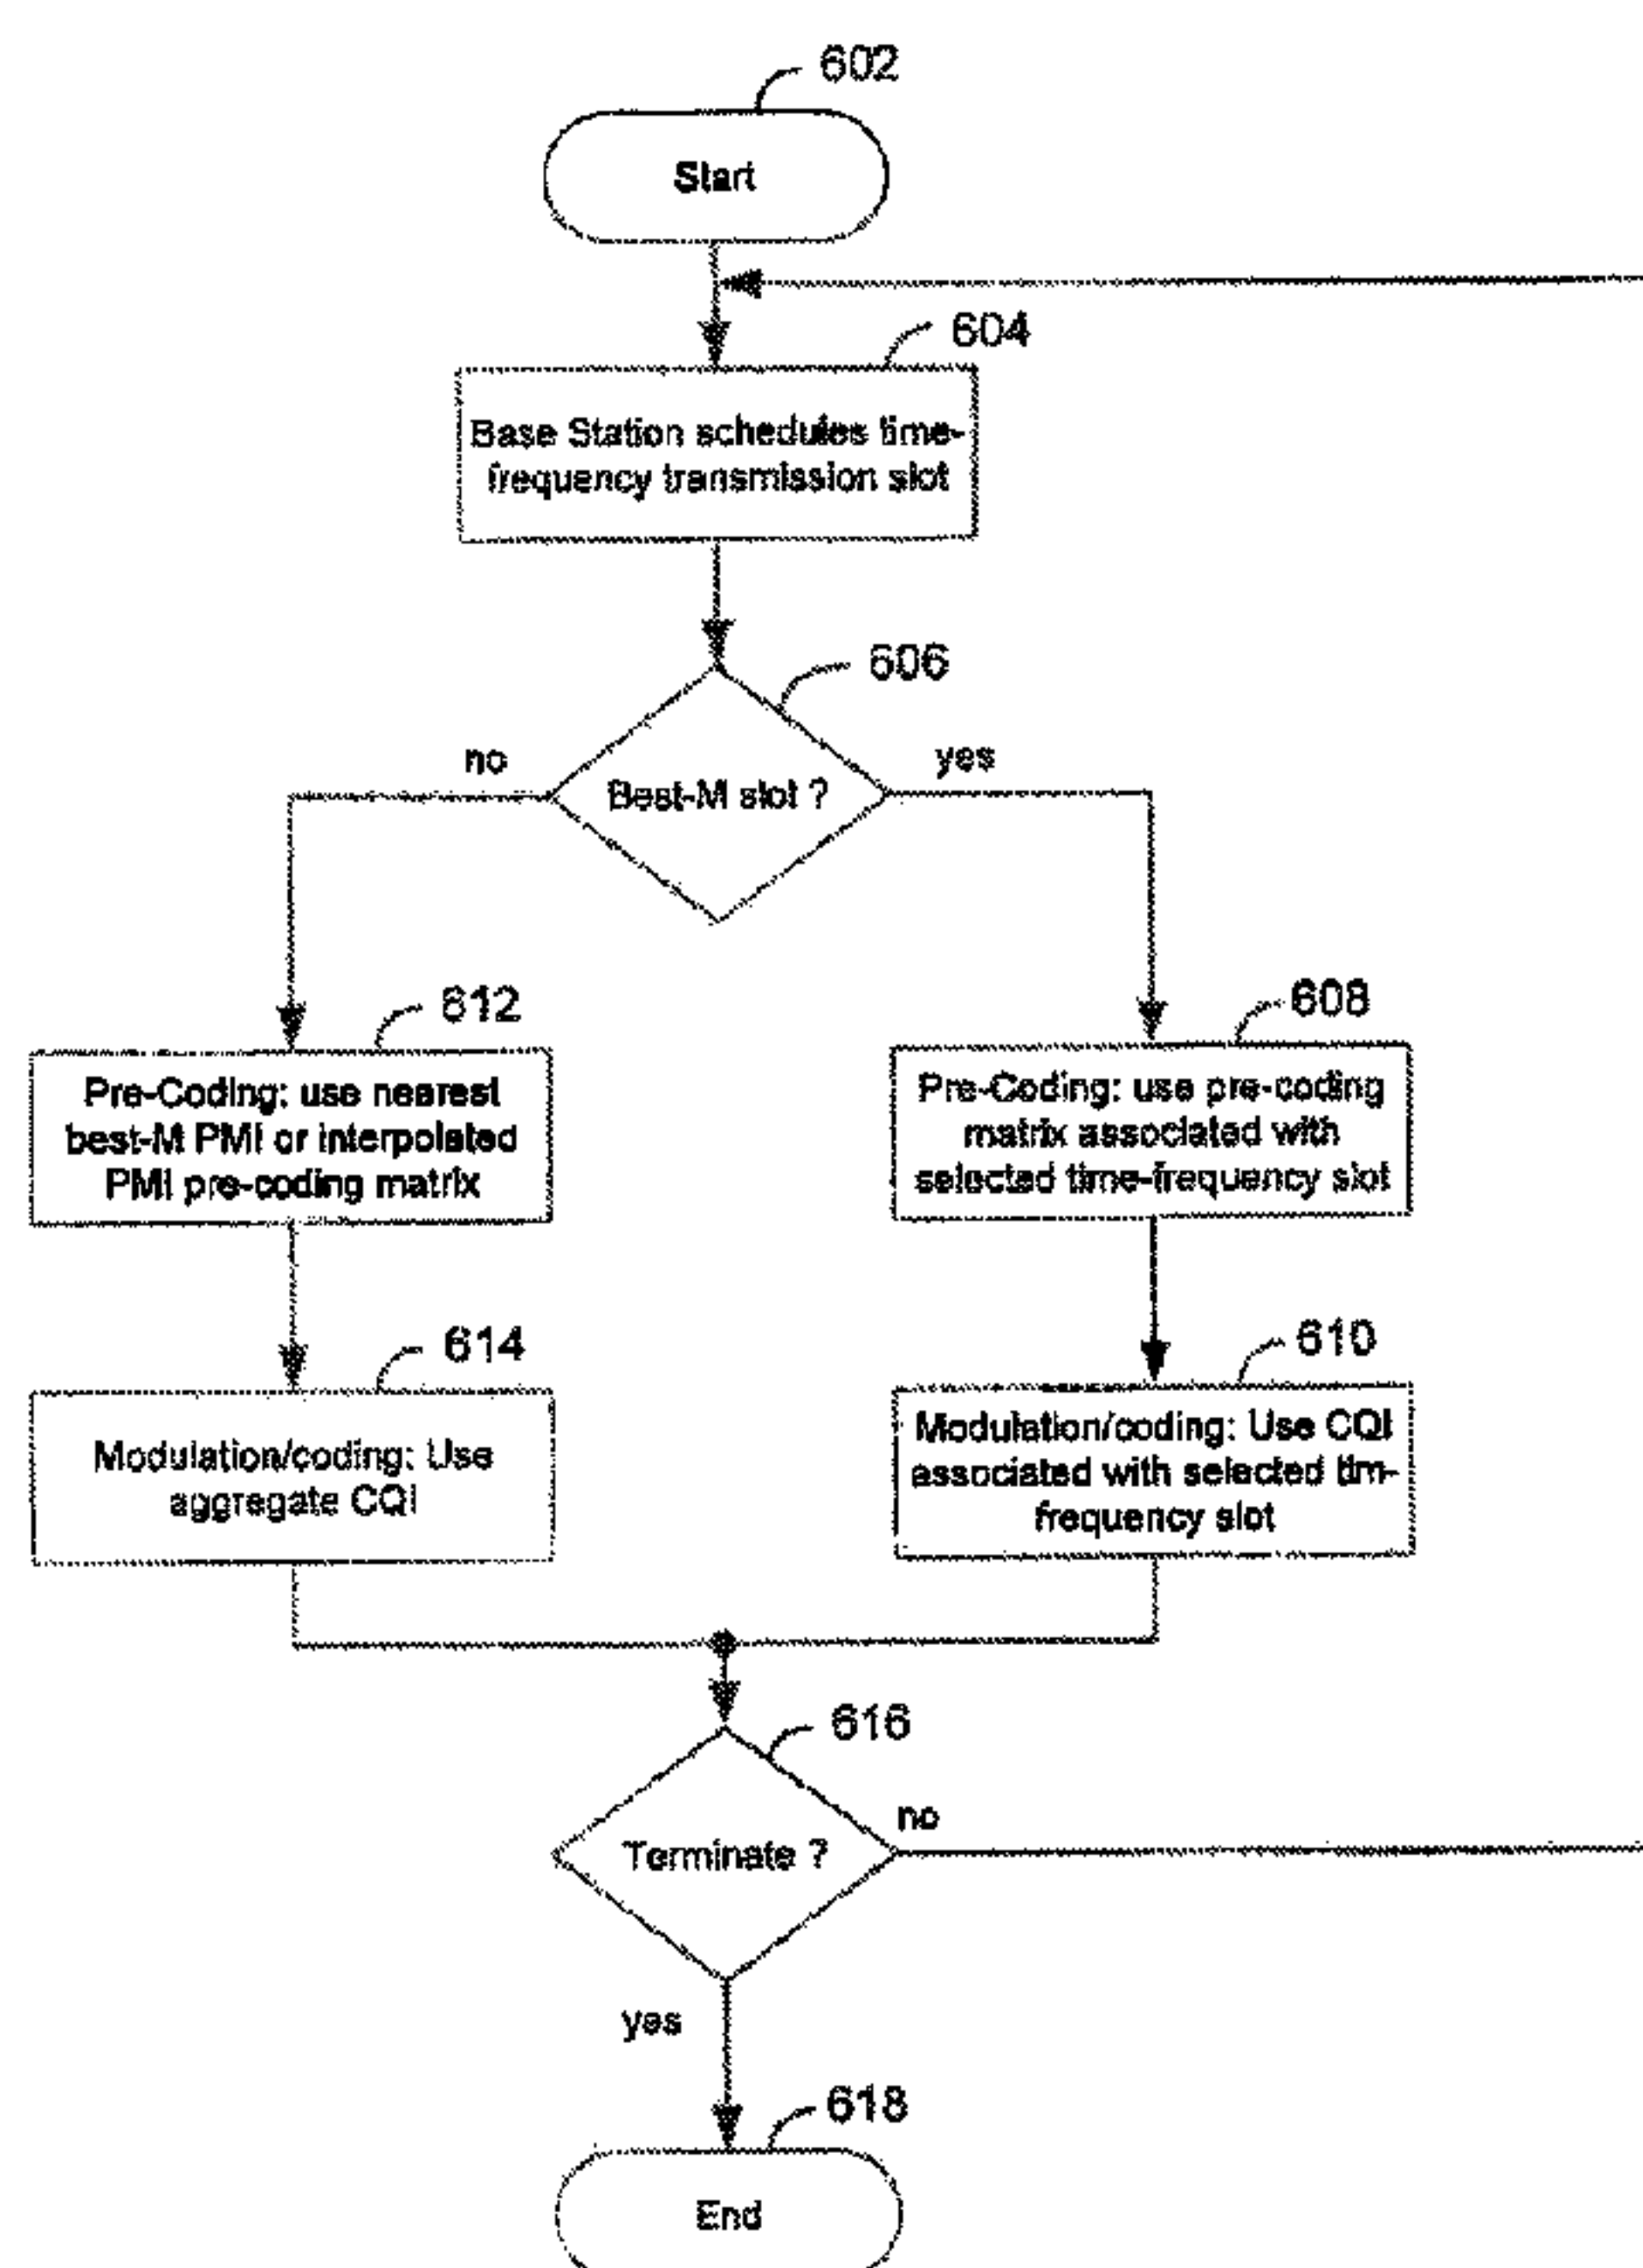 602
Start
604
Base Station schedules time-
frequency transmission slot
606
no
yes
Best-M slot ?
612
608
Pre-Coding: use nearest
best-M PMI or interpolated
PMI pre-coding matrix
Pre-Coding: use pre-coding
matrix associated with
selected time-frequency slot
614
610
Modulation/coding: Use
aggregate CQI
Modulation/coding: Use CQI
associated with selected tim-
frequency slot
616
no
Terminate ?
yes
618
End